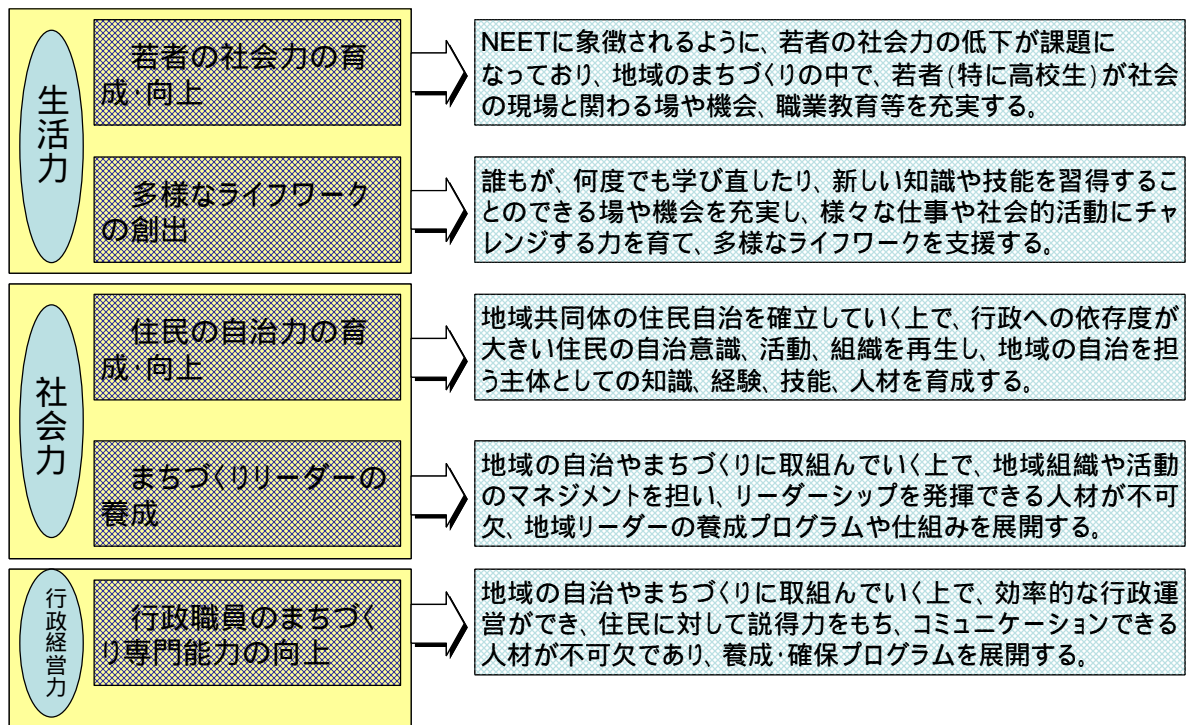 生活力
若者の社会力の育
成・向上
NEETに象徴されるように、若者の社会力の低下が課題に
なっており、地域のまちづくりの中で、若者(特に高校生)が社会
の現場と関わる場や機会、職業教育等を充実する。
多様なライフワーク
の創出
誰もが、何度でも学び直したり、新しい知識や技能を習得するこ
とのできる場や機会を充実し、様々な仕事や社会的活動にチャ
レンジする力を育て、多様なライフワークを支援する。
社会力
住民の自治力の育
成・向上
地域共同体の住民自治を確立していく上で、行政への依存度が
大きい住民の自治意識、活動、組織を再生し、地域の自治を担
う主体としての知識、経験、技能、人材を育成する。
まちづくりリーダーの
養成
地域の自治やまちづくりに取組んでいく上で、地域組織や活動
のマネジメントを担い、リーダーシップを発揮できる人材が不可
欠、地域リーダーの養成プログラムや仕組みを展開する。
行政経営力
行政職員のまちづく
り専門能力の向上
地域の自治やまちづくりに取組んでいく上で、効率的な行政運
営ができ、住民に対して説得力をもち、コミュニケーションできる
人材が不可欠であり、養成・確保プログラムを展開する。